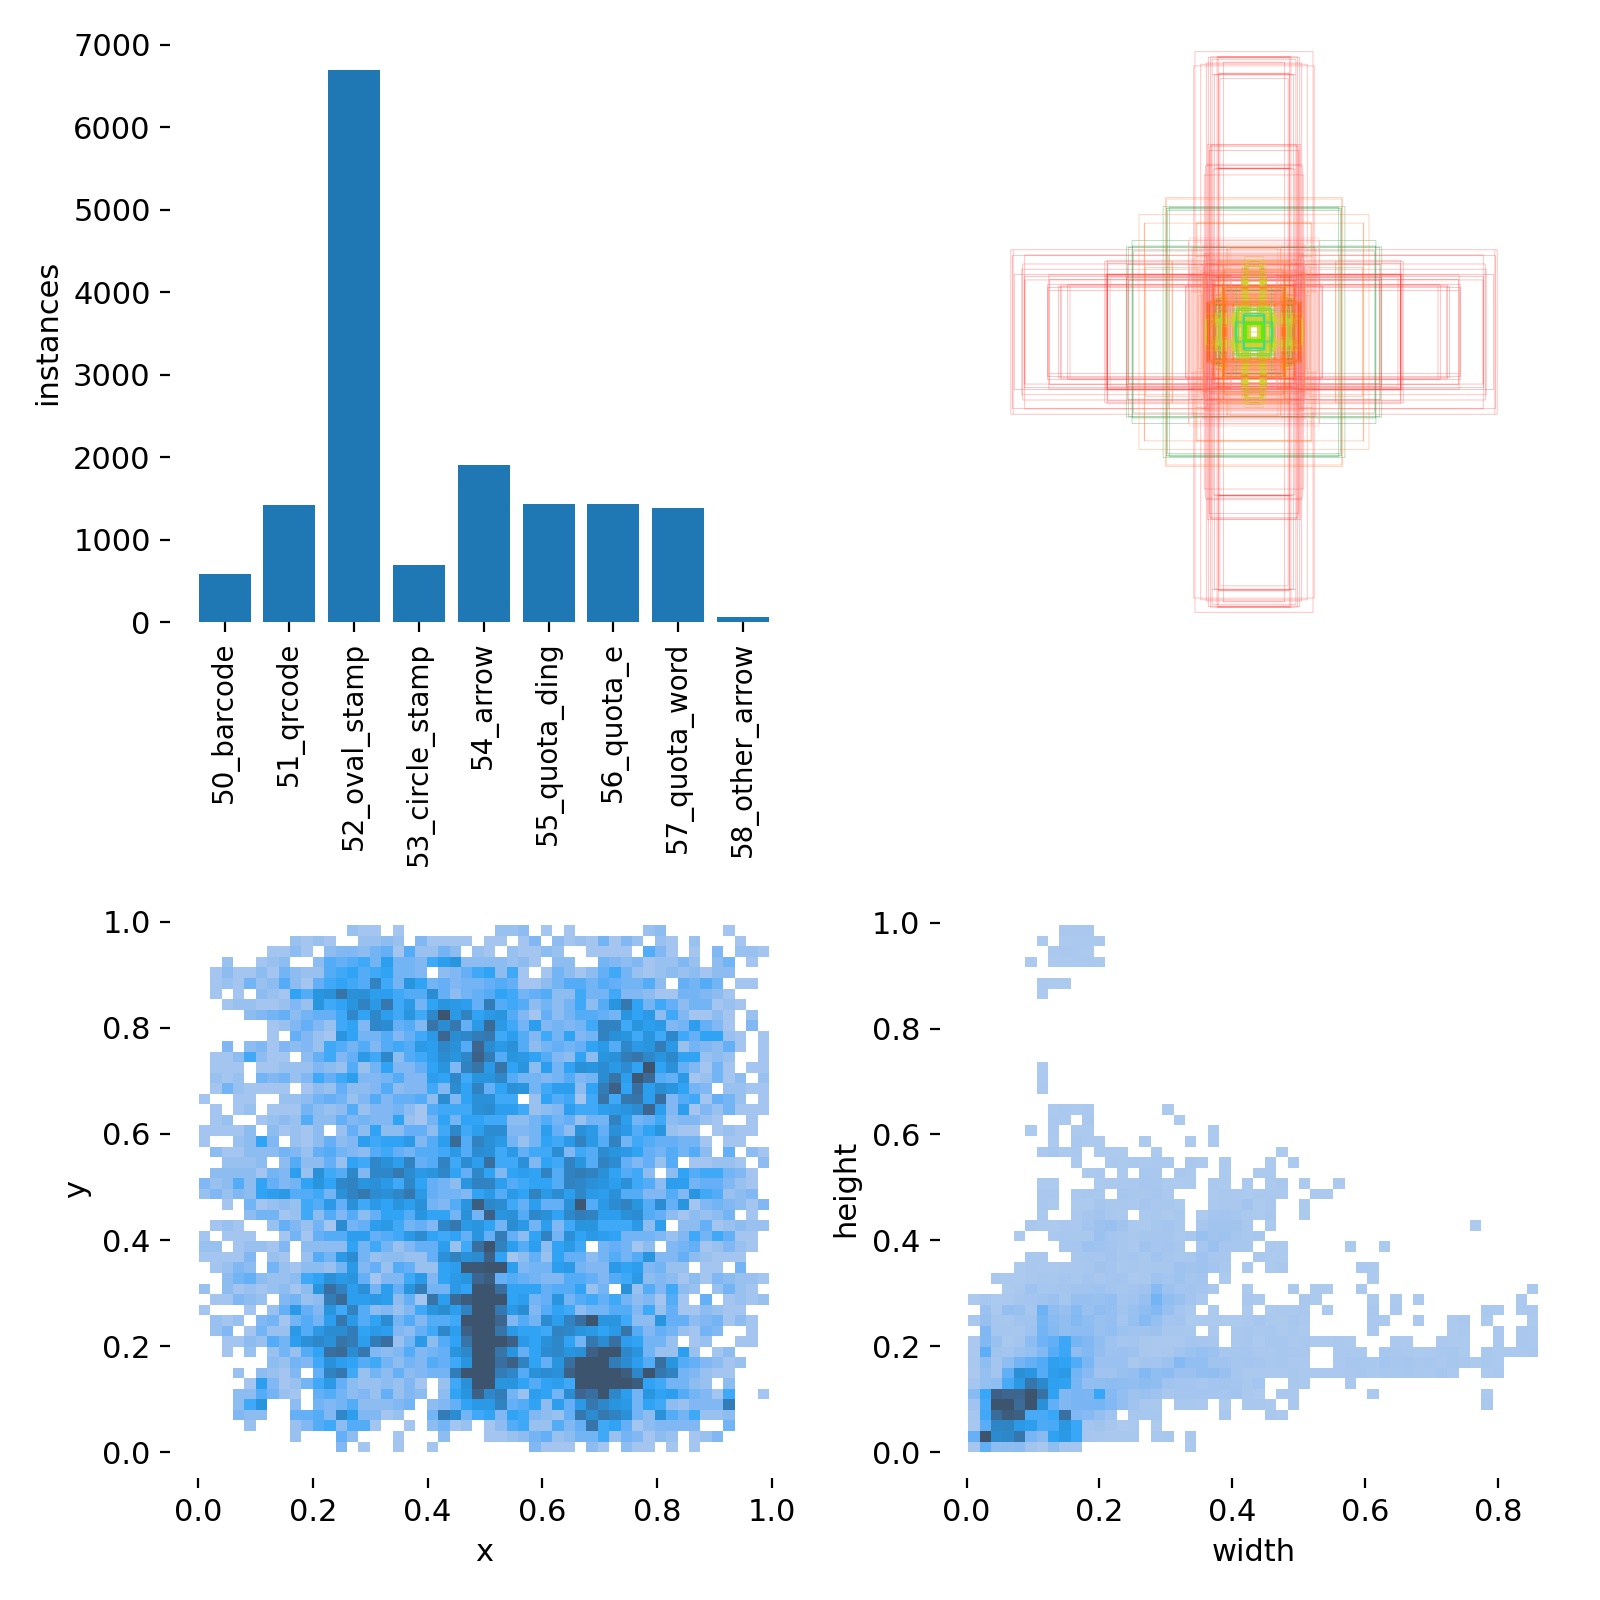 7000
6000
5000
4000
3000
2000
1000
0
instances
50_barcode
51_qrcode
52_oval_stamp
53_circle_stamp
54_arrow
55_quota_ding
56_quota_e
57_quota_word
58_other_arrow
1.0
0.8
0.6
0.4
0.2
0.0
y
0.0 0.2 0.4 0.6 0.8 1.0
x
1.0
0.8
0.6
0.4
0.2
0.0
height
0.0 0.2 0.4 0.6 0.8
width